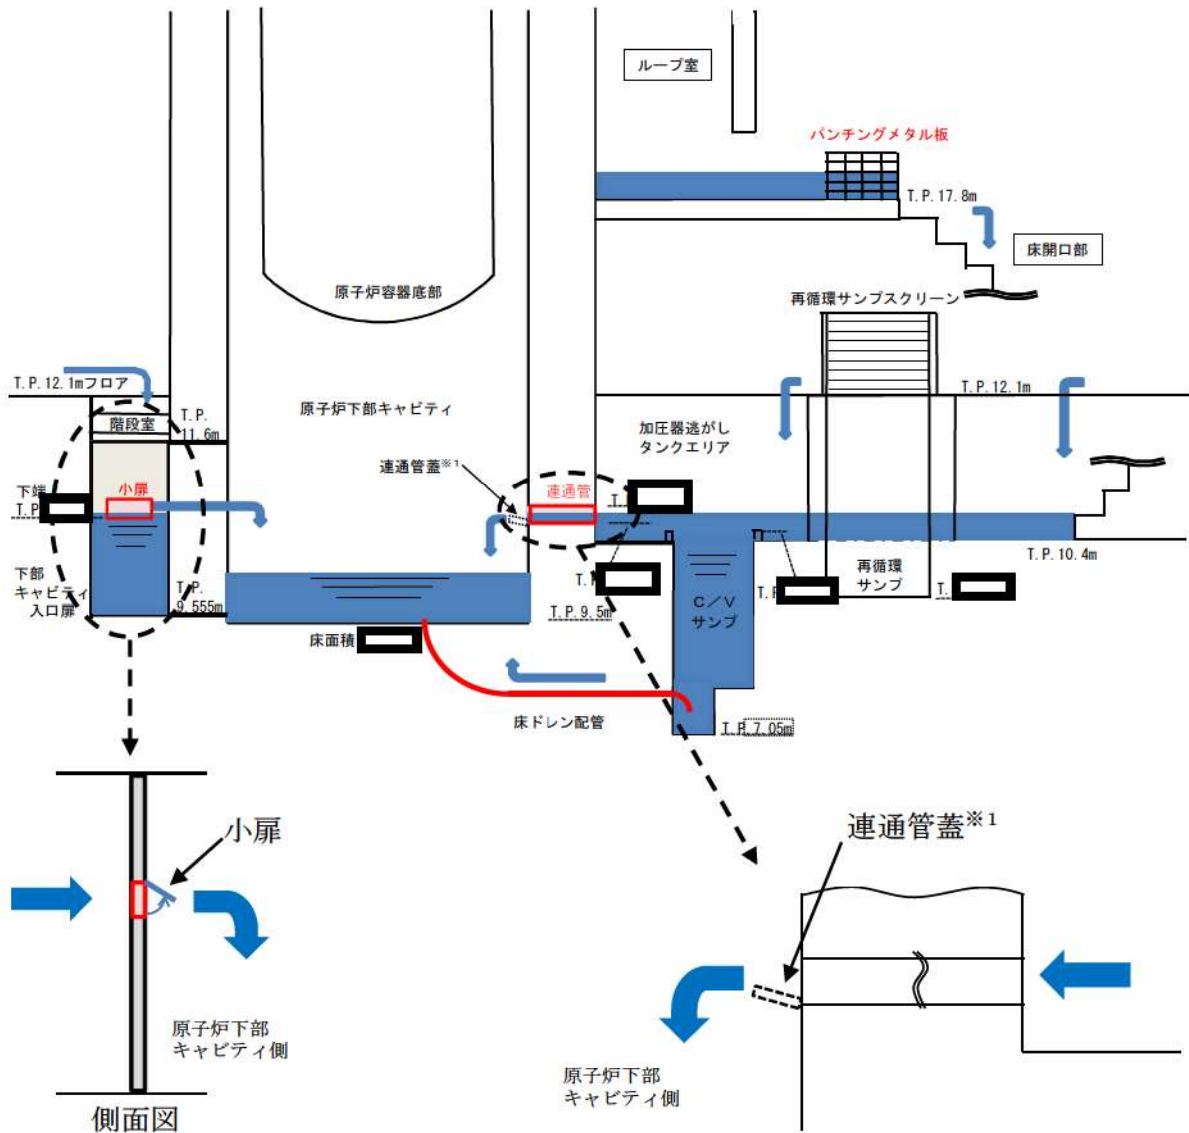 ループ室
パンチングメタル板
T.P.17.8m
床開口部
再循環サンプスクリーン
原子炉容器底部
T.P.12.1mフロア
T.P.12.1m
階段室
T.P.
11.6m
原子炉下部キャビティ
加圧器逃がし
タンクエリア
連通管蓋※1
連通管
下端
小扉
T.P
T.
T.P.10.4m
下部
キャビティ
入口扉
T.P.
9.555m
T.
T.P.9.5m
C/V
サンプ
T.
再循環
サンプ
T.
床面積
床ドレン配管
T.P.7.05m
小扉
連通管蓋※1
原子炉下部
キャビティ側
側面図
原子炉下部
キャビティ側